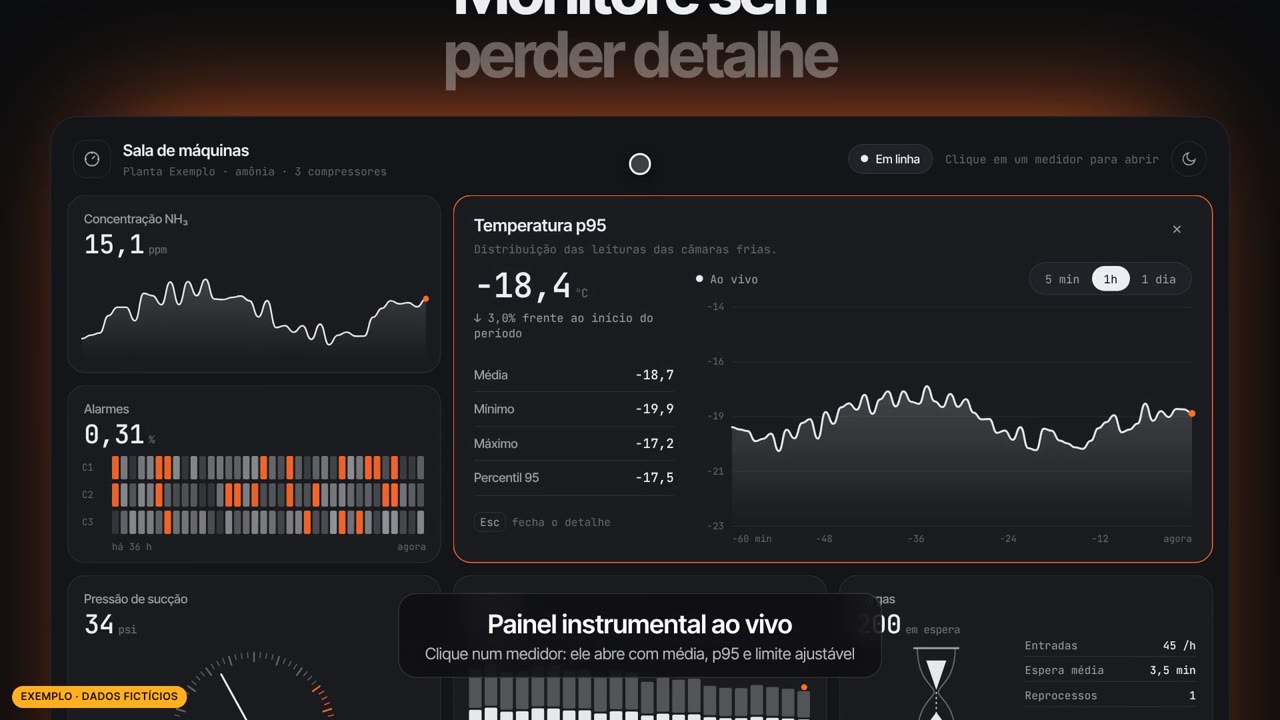 Monitore sem
perder detalhe
Sala de máquinas
Planta Exemplo · amônia · 3 compressores
Em linha
Clique em um medidor para abrir
Concentração NH₃
15,1 ppm
Temperatura p95
Distribuição das leituras das câmaras frias.
-18,4 °C
↓ 3,0% frente ao início do
período
Média -18,7
Mínimo -19,9
Máximo -17,2
Percentil 95 -17,5
Esc fecha o detalhe
Ao vivo
5 min 1h 1 dia
-14
-16
-19
-21
-23
-60 min -48 -36 -24 -12 agora
Alarmes
0,31 %
C1
C2
C3
há 36 h agora
Pressão de sucção
34 psi
Painel instrumental ao vivo
Clique num medidor: ele abre com média, p95 e limite ajustável
em espera
Entradas 45 /h
Espera média 3,5 min
Reprocessos 1
EXEMPLO · DADOS FICTÍCIOS